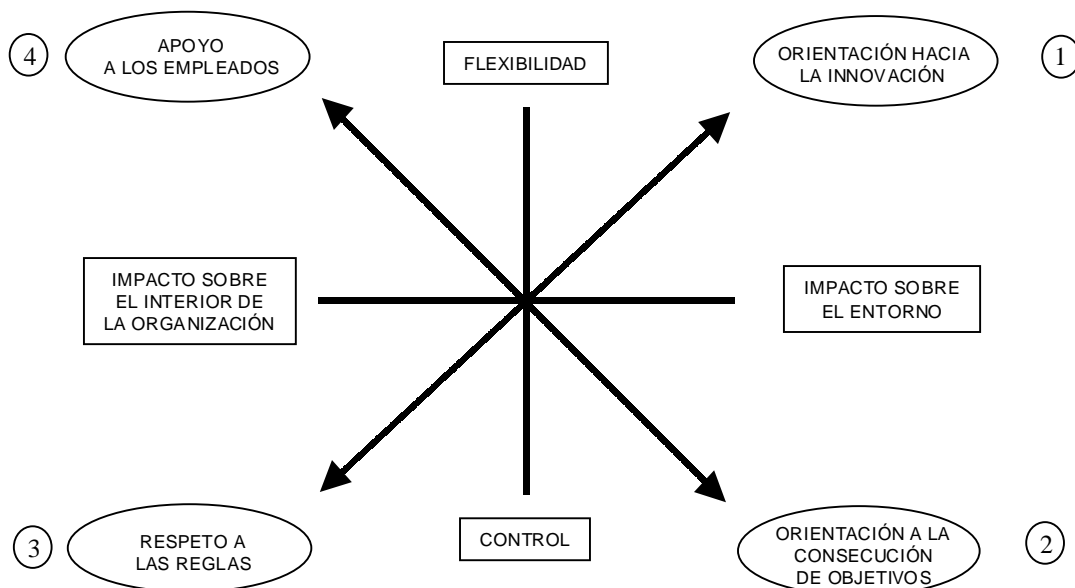 4
APOYO
A LOS EMPLEADOS
FLEXIBILIDAD
ORIENTACIÓN HACIA
LA INNOVACIÓN
1
IMPACTO SOBRE
EL INTERIOR DE
LA ORGANIZACIÓN
IMPACTO SOBRE
EL ENTORNO
3
RESPETO A
LAS REGLAS
CONTROL
ORIENTACIÓN A LA
CONSECUCIÓN
DE OBJETIVOS
2